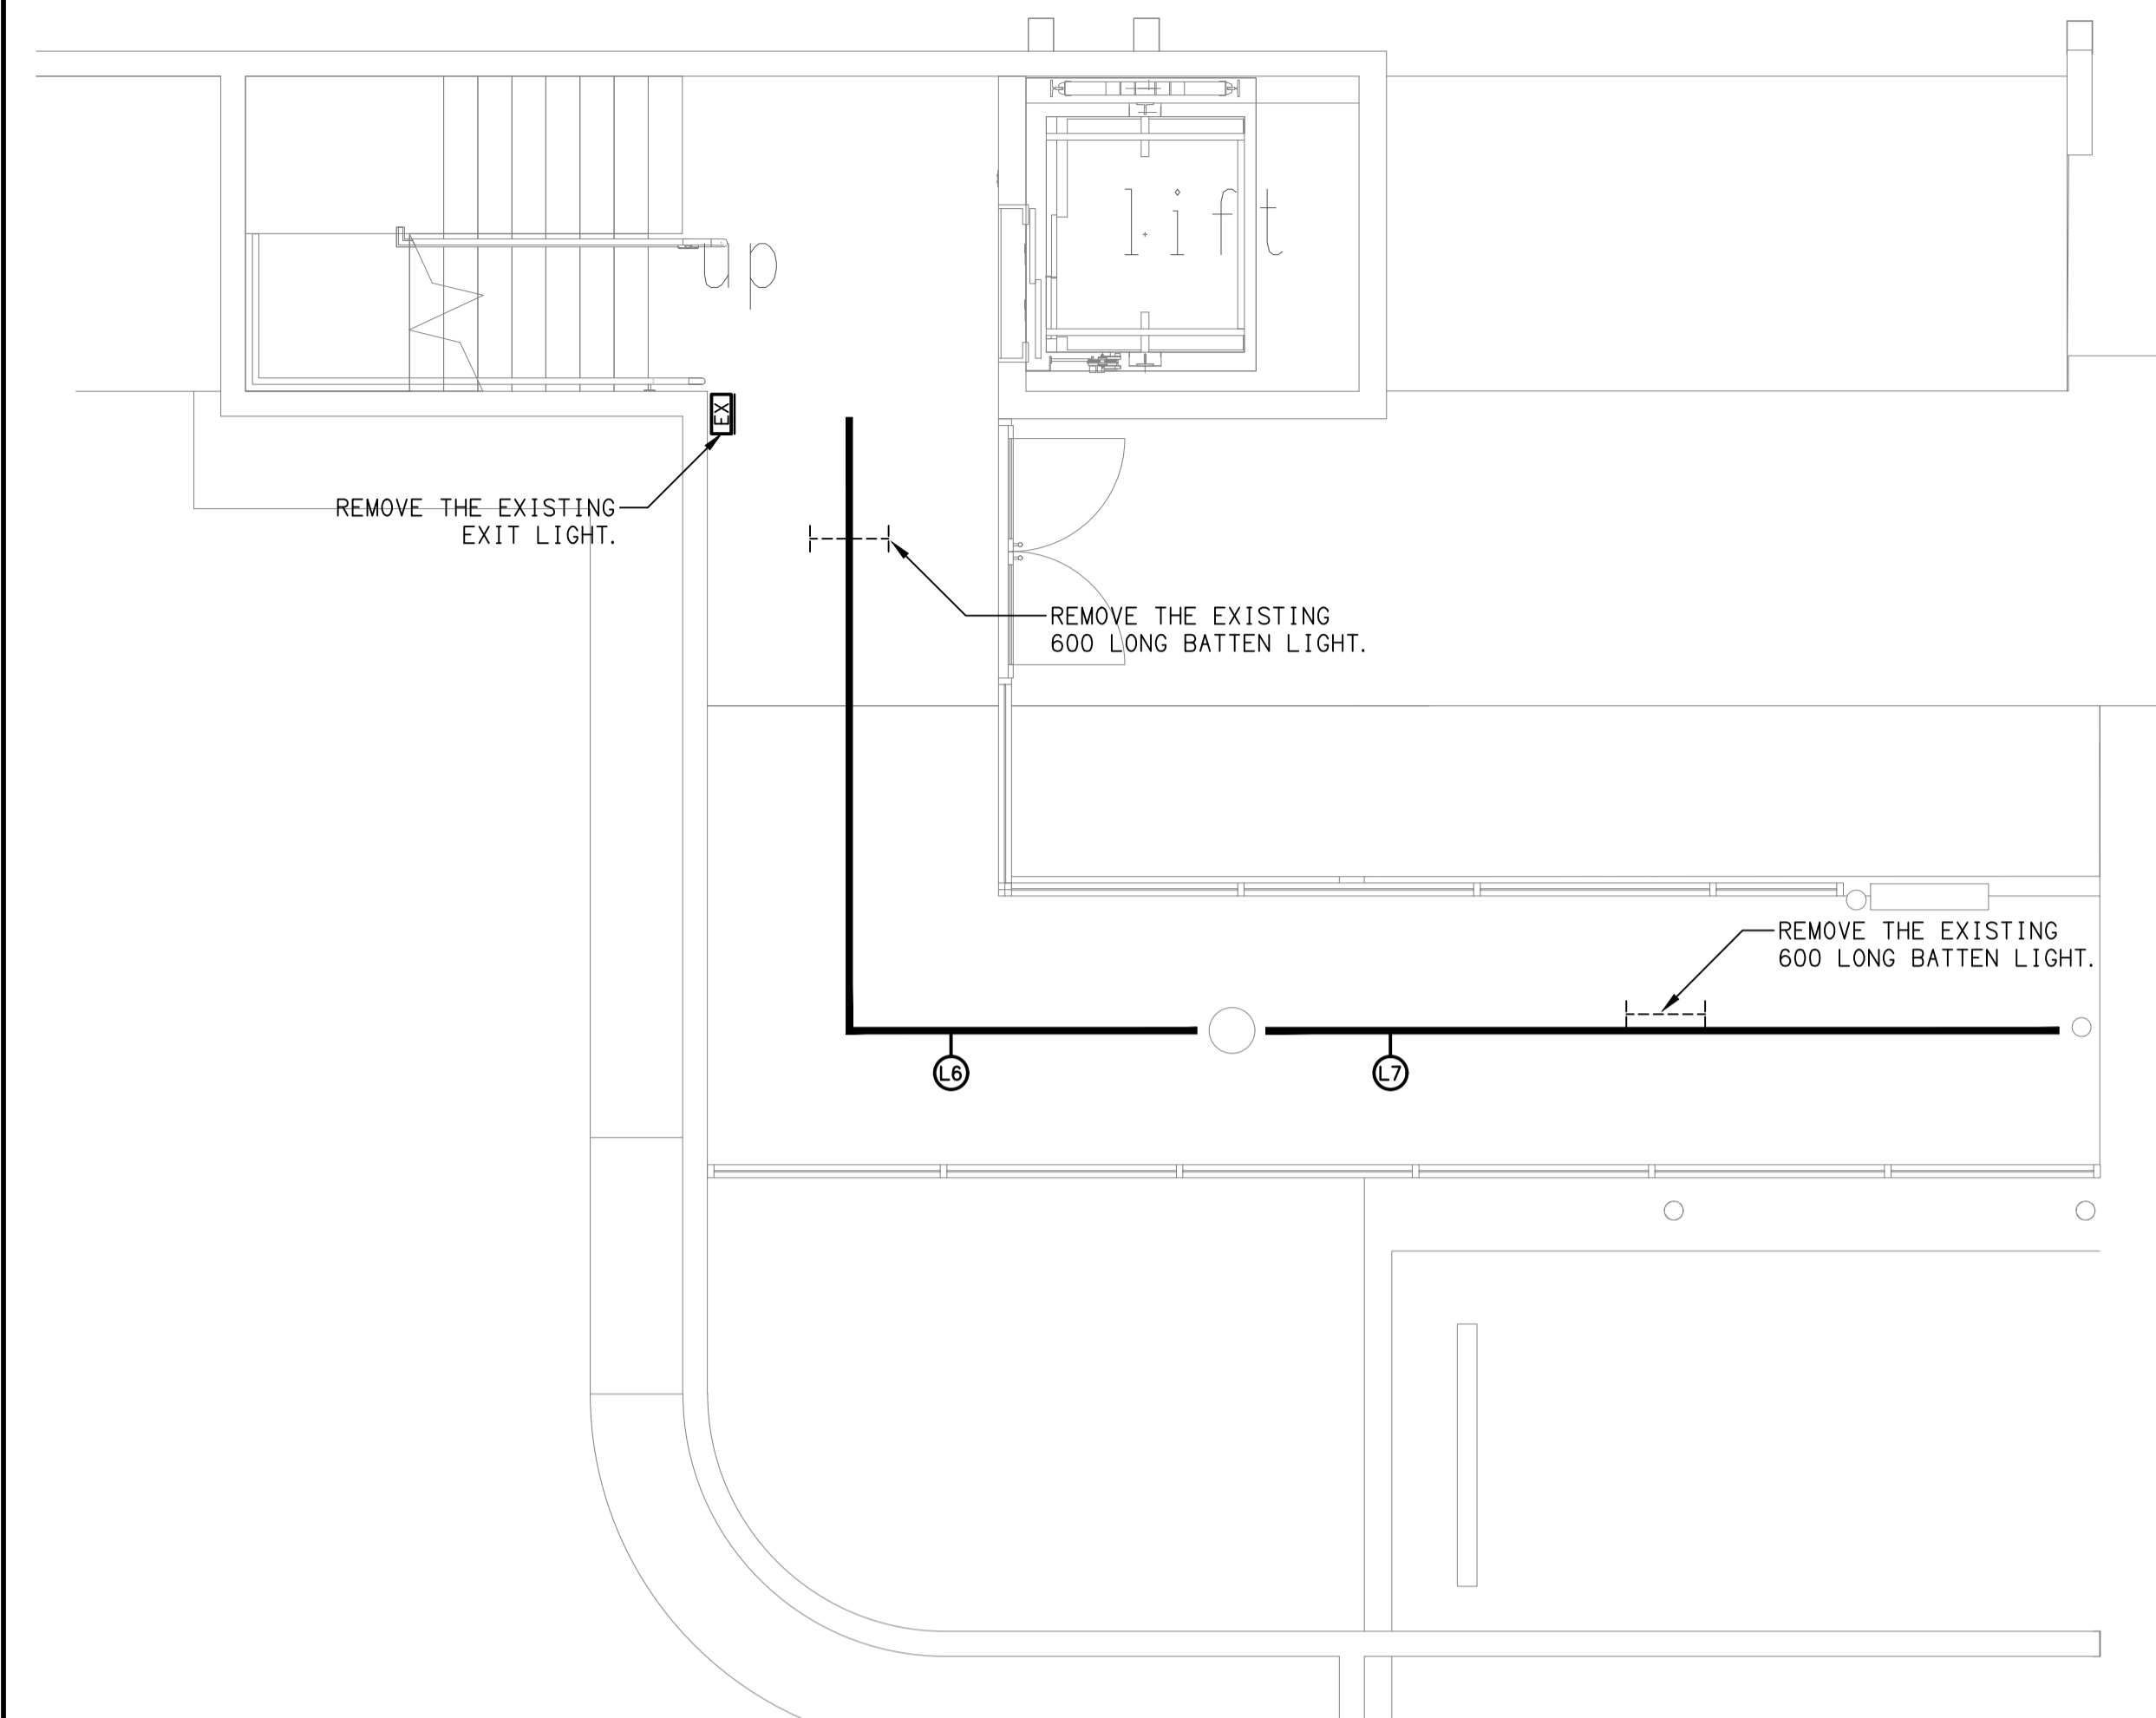 lift
up
EX
REMOVE THE EXISTING
EXIT LIGHT.
REMOVE THE EXISTING
600 LONG BATTEN LIGHT.
REMOVE THE EXISTING
600 LONG BATTEN LIGHT.
L6
L7